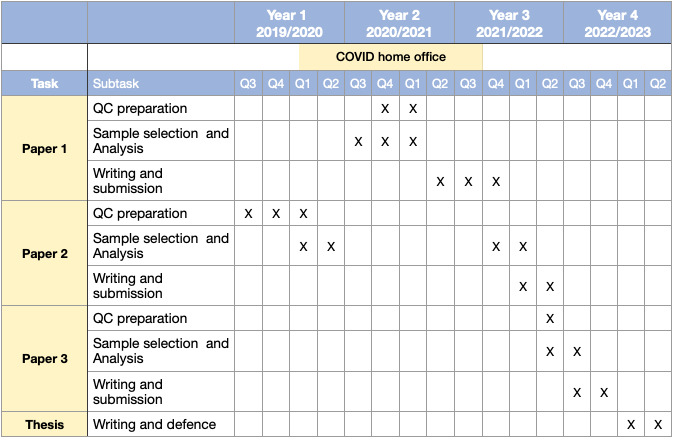 Year 1 Year 2 Year 3 Year 4
2019/2020 2020/2021 2021/2022 2022/2023
COVID home office
Task Subtask Q3 Q4 Q1 Q2 Q3 Q4 Q1 Q2 Q3 Q4 Q1 Q2 Q3 Q4 Q1 Q2
Paper 1
QC preparation X X
Sample selection and
Analysis X X X
Writing and
submission X X X
Paper 2
QC preparation X X X
Sample selection and
Analysis X X X X
Writing and
submission X X
Paper 3
QC preparation X
Sample selection and
Analysis X X
Writing and
submission X X
Thesis Writing and defence X X